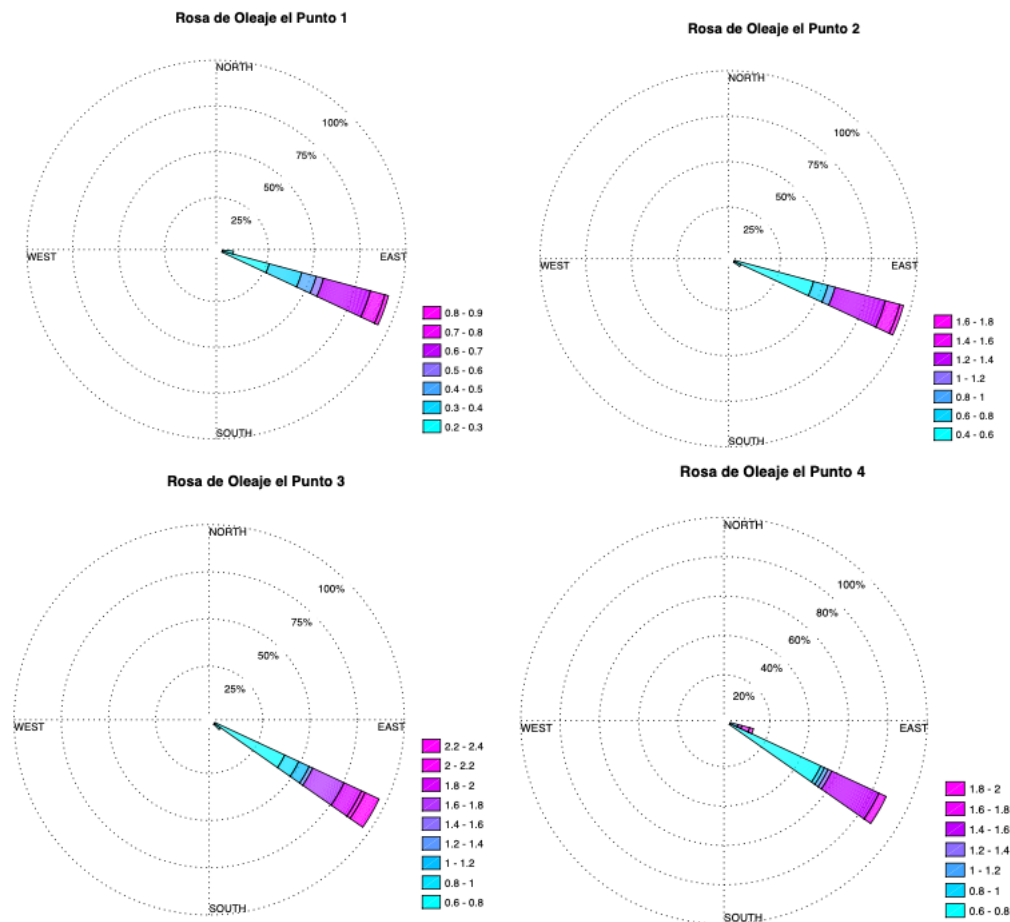 Rosa de Oleaje el Punto 1
NORTH
100%
75%
50%
25%
WEST
EAST
SOUTH
0.8 - 0.9
0.7 - 0.8
0.6 - 0.7
0.5 - 0.6
0.4 - 0.5
0.3 - 0.4
0.2 - 0.3
Rosa de Oleaje el Punto 2
NORTH
100%
75%
50%
25%
WEST
EAST
SOUTH
1.6 - 1.8
1.4 - 1.6
1.2 - 1.4
1 - 1.2
0.8 - 1
0.6 - 0.8
0.4 - 0.6
Rosa de Oleaje el Punto 3
NORTH
100%
75%
50%
25%
WEST
EAST
SOUTH
2.2 - 2.4
2 - 2.2
1.8 - 2
1.6 - 1.8
1.4 - 1.6
1.2 - 1.4
1 - 1.2
0.8 - 1
0.6 - 0.8
Rosa de Oleaje el Punto 4
NORTH
100%
80%
60%
40%
20%
WEST
EAST
SOUTH
1.8 - 2
1.6 - 1.8
1.4 - 1.6
1.2 - 1.4
1 - 1.2
0.8 - 1
0.6 - 0.8